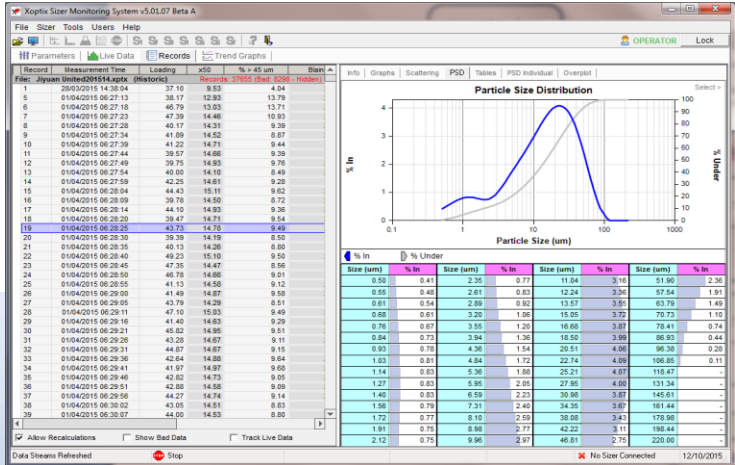 Xoptix Sizer Monitoring System v5.01.07 Beta A
File Sizer Tools Users Help
OPERATOR Lock
Parameters Live Data Records Trend Graphs
Record Measurement Time Loading x50 % > 45 um Blain
File: Jiyuan United201514.xptx (Historic) Records: 37655 (Bad: 8298 - Hidden)
1 28/03/2015 14:38:04 37.10 9.53 4.04
5 01/04/2015 06:27:13 38.17 12.93 13.79
6 01/04/2015 06:27:18 46.79 13.03 13.71
7 01/04/2015 06:27:23 47.39 14.46 10.93
8 01/04/2015 06:27:28 40.17 14.31 9.39
9 01/04/2015 06:27:34 41.89 14.52 8.87
10 01/04/2015 06:27:39 41.22 14.71 9.44
11 01/04/2015 06:27:44 39.57 14.66 9.39
12 01/04/2015 06:27:49 39.75 14.93 9.76
13 01/04/2015 06:27:54 40.00 14.10 8.49
14 01/04/2015 06:27:59 42.25 14.61 9.28
15 01/04/2015 06:28:04 44.43 15.11 9.62
16 01/04/2015 06:28:09 39.78 14.50 8.72
17 01/04/2015 06:28:14 44.10 14.93 9.36
18 01/04/2015 06:28:20 39.47 14.71 9.54
19 01/04/2015 06:28:25 43.73 14.78 9.49
20 01/04/2015 06:28:30 39.39 14.19 8.50
21 01/04/2015 06:28:35 40.13 14.26 8.80
22 01/04/2015 06:28:40 49.23 15.10 9.50
23 01/04/2015 06:28:45 47.35 14.47 8.56
24 01/04/2015 06:28:50 46.78 14.66 9.01
25 01/04/2015 06:28:55 41.13 14.58 9.12
26 01/04/2015 06:29:00 41.49 14.87 9.58
27 01/04/2015 06:29:05 43.79 14.29 8.51
28 01/04/2015 06:29:11 47.10 15.03 9.49
29 01/04/2015 06:29:16 41.40 14.63 9.29
30 01/04/2015 06:29:21 45.82 14.95 9.51
31 01/04/2015 06:29:26 43.28 14.67 9.11
32 01/04/2015 06:29:31 44.87 14.67 9.15
33 01/04/2015 06:29:36 42.64 14.88 9.64
34 01/04/2015 06:29:41 41.97 14.97 9.68
35 01/04/2015 06:29:46 42.82 14.73 9.05
36 01/04/2015 06:29:51 42.88 14.58 9.09
37 01/04/2015 06:29:56 44.27 14.74 9.14
38 01/04/2015 06:30:02 43.05 14.51 8.83
39 01/04/2015 06:30:07 44.00 14.53 8.80
Allow Recalculations Show Bad Data Track Live Data
Info Graphs Scattering PSD Tables PSD Individual Overplot
Particle Size Distribution Select >
% In
4
3
2
1
0
% Under
100
90
80
70
60
50
40
30
20
10
0
0.1 1 10 100 1000
Particle Size (um)
% In % Under
Size (um) % In Size (um) % In Size (um) % In Size (um) % In
0.50 0.41 2.35 0.77 11.04 3.16 51.90 2.36
0.55 0.48 2.61 0.83 12.24 3.36 57.54 1.91
0.61 0.54 2.89 0.92 13.57 3.55 63.79 1.49
0.68 0.61 3.20 1.06 15.05 3.72 70.73 1.10
0.76 0.67 3.55 1.20 16.68 3.87 78.41 0.74
0.84 0.73 3.94 1.36 18.50 3.99 86.93 0.44
0.93 0.78 4.36 1.54 20.51 4.06 96.38 0.28
1.03 0.81 4.84 1.72 22.74 4.09 106.85 0.11
1.14 0.83 5.36 1.88 25.21 4.07 118.47 -
1.27 0.83 5.95 2.05 27.95 4.00 131.34 -
1.40 0.83 6.59 2.23 30.98 3.87 145.61 -
1.56 0.79 7.31 2.40 34.35 3.67 161.44 -
1.72 0.77 8.10 2.59 38.08 3.43 178.98 -
1.91 0.75 8.98 2.77 42.22 3.11 198.44 -
2.12 0.75 9.96 2.97 46.81 2.75 220.00 -
Data Streams Refreshed STOP Stop No Sizer Connected 12/10/2015